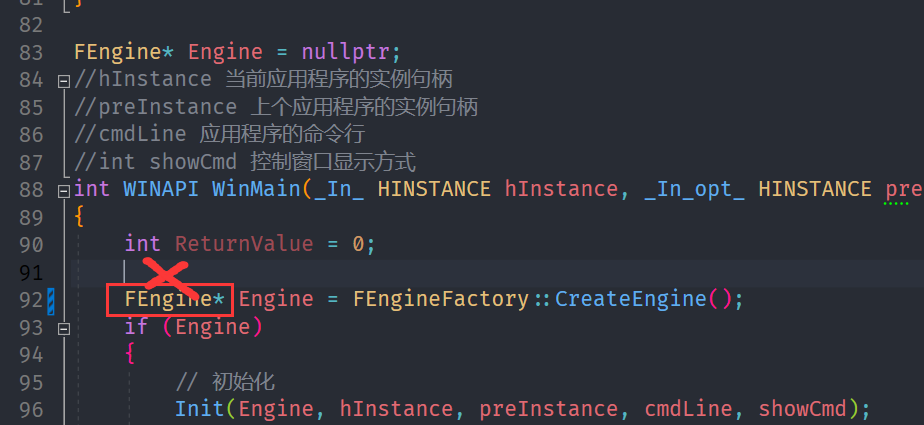 81 }
82
83 FEngine* Engine = nullptr;
84 //hInstance 当前应用程序的实例句柄
85 //preInstance 上个应用程序的实例句柄
86 //cmdLine 应用程序的命令行
87 //int showCmd 控制窗口显示方式
88 int WINAPI WinMain(_In_ HINSTANCE hInstance, _In_opt_ HINSTANCE pre
89 {
90 int ReturnValue = 0;
91
92 FEngine* Engine = FEngineFactory::CreateEngine();
93 if (Engine)
94 {
95 // 初始化
96 Init(Engine, hInstance, preInstance, cmdLine, showCmd);